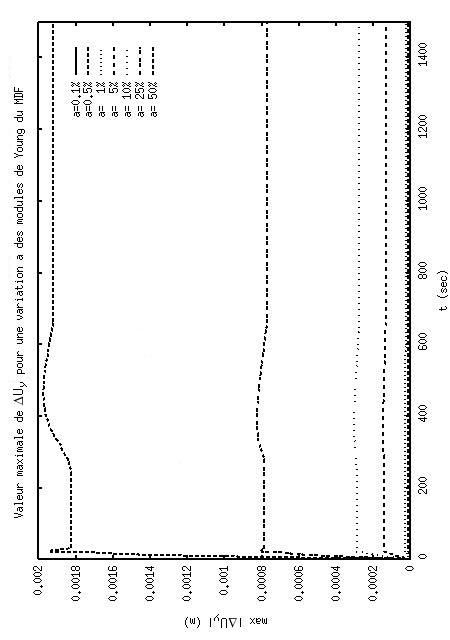 Valeur maximale de ΔUy pour une variation a des modules de Young du MDF
a=0.1%
a=0.5%
a= 1%
a= 5%
a= 10%
a= 25%
a= 50%
max |ΔUy| (m)
0.002
0.0018
0.0016
0.0014
0.0012
0.001
0.0008
0.0006
0.0004
0.0002
0
0
200
400
600
800
1000
1200
1400
t (sec)